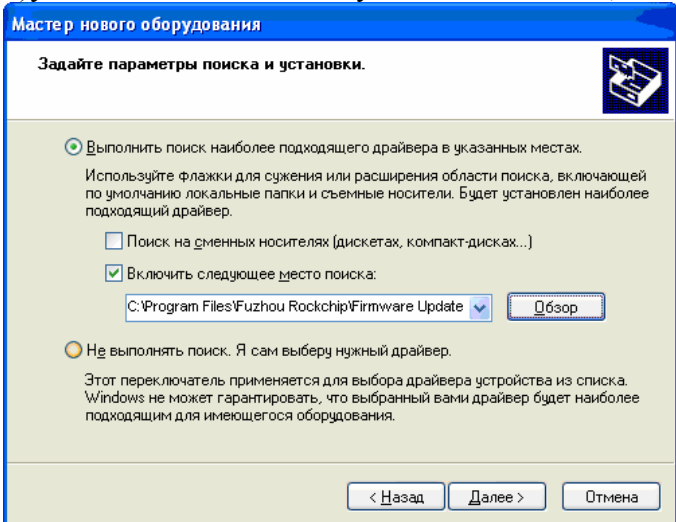 Мастер нового оборудования
Задайте параметры поиска и установки.
Выполнить поиск наиболее подходящего драйвера в указанных местах.
Используйте флажки для сужения или расширения области поиска, включающей
по умолчанию локальные папки и съемные носители. Будет установлен наиболее
подходящий драйвер.
Поиск на сменных носителях (дискетах, компакт-дисках...)
Включить следующее место поиска:
C:\Program Files\Fuzhou Rockchip\Firmware Update
Обзор
Не выполнять поиск. Я сам выберу нужный драйвер.
Этот переключатель применяется для выбора драйвера устройства из списка.
Windows не может гарантировать, что выбранный вами драйвер будет наиболее
подходящим для имеющегося оборудования.
< Назад Далее > Отмена